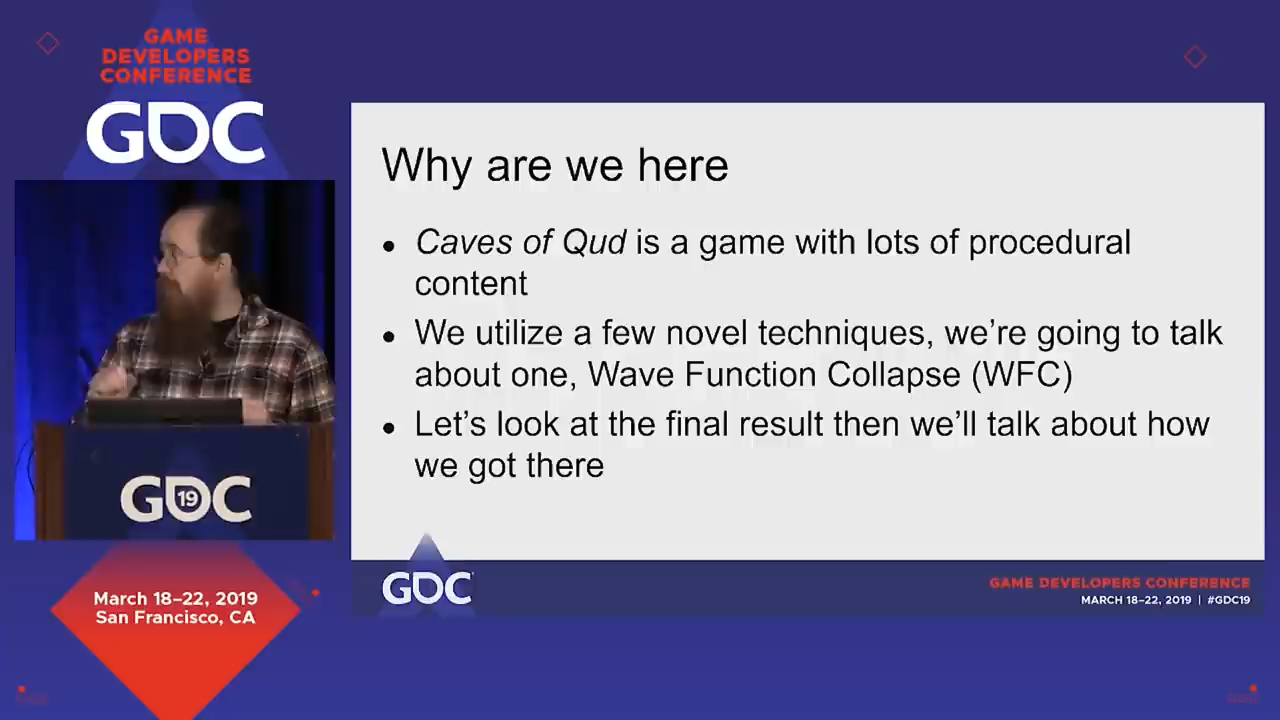 GAME
DEVELOPERS
CONFERENCE
GDC
Why are we here
• Caves of Qud is a game with lots of procedural
content
• We utilize a few novel techniques, we're going to talk
about one, Wave Function Collapse (WFC)
• Let's look at the final result then we'll talk about how
we got there
GDC
19
March 18–22, 2019
San Francisco, CA
GDC
GAME DEVELOPERS CONFERENCE
MARCH 18–22, 2019 | #GDC19